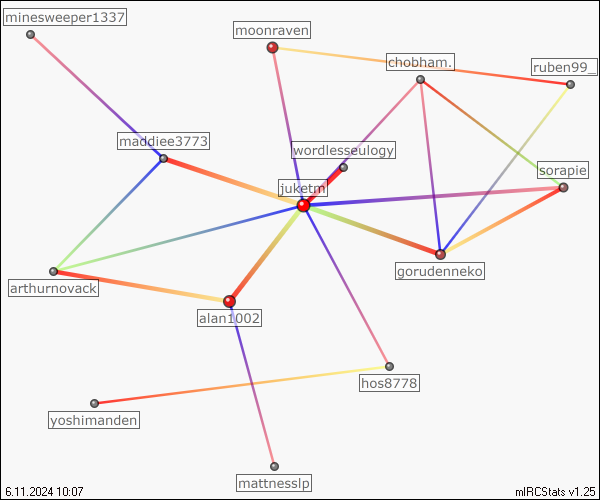 minesweeper1337
moonraven
chobham.
ruben99_
maddiee3773
wordlesseulogy
sorapie
juketm
gorudenneko
arthurnovack
alan1002
hos8778
yoshimanden
mattnesslp
6.11.2024 10:07
mIRCStats v1.25